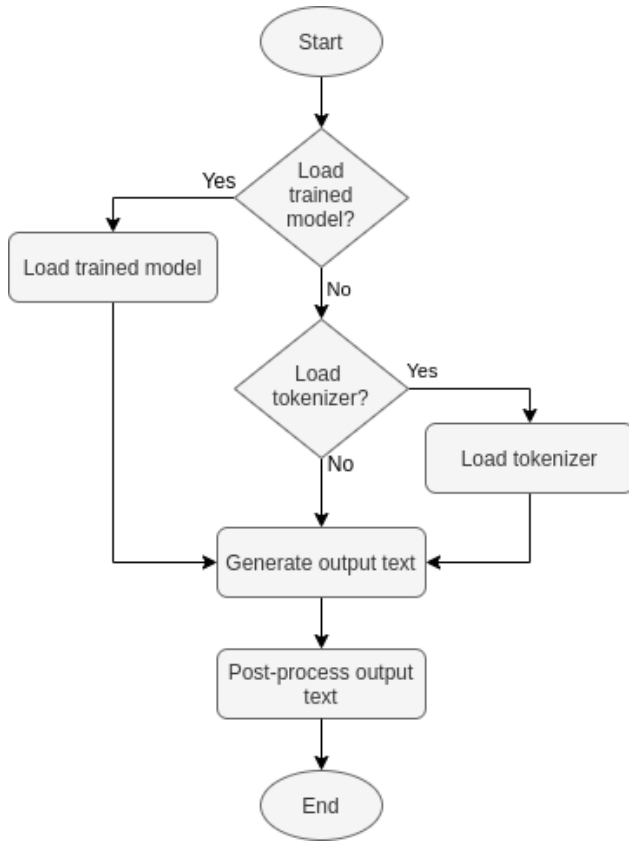 Start
Load
trained
model?
Yes
Load trained model
No
Load
tokenizer?
Yes
Load tokenizer
No
Generate output text
Post-process output
text
End